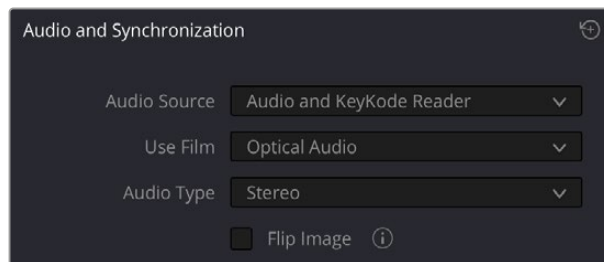 Audio and Synchronization
Audio Source Audio and KeyKode Reader
Use Film Optical Audio
Audio Type Stereo
Flip Image